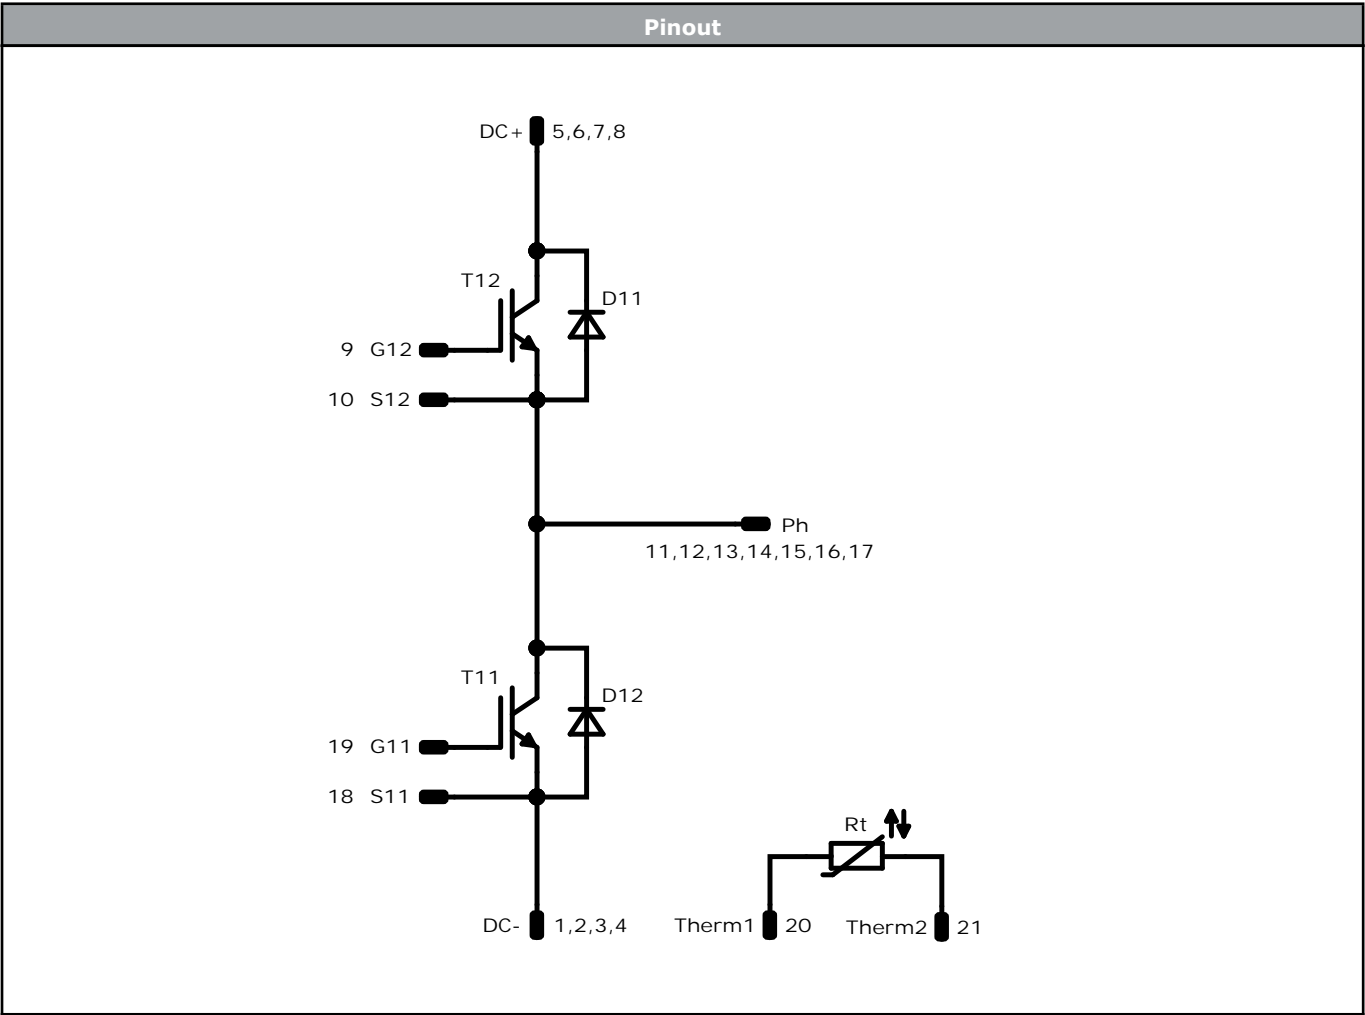 Pinout
DC+ 5,6,7,8
T12
D11
9 G12
10 S12
Ph
11,12,13,14,15,16,17
T11
D12
19 G11
18 S11
Rt
DC- 1,2,3,4
Therm1 20
Therm2 21